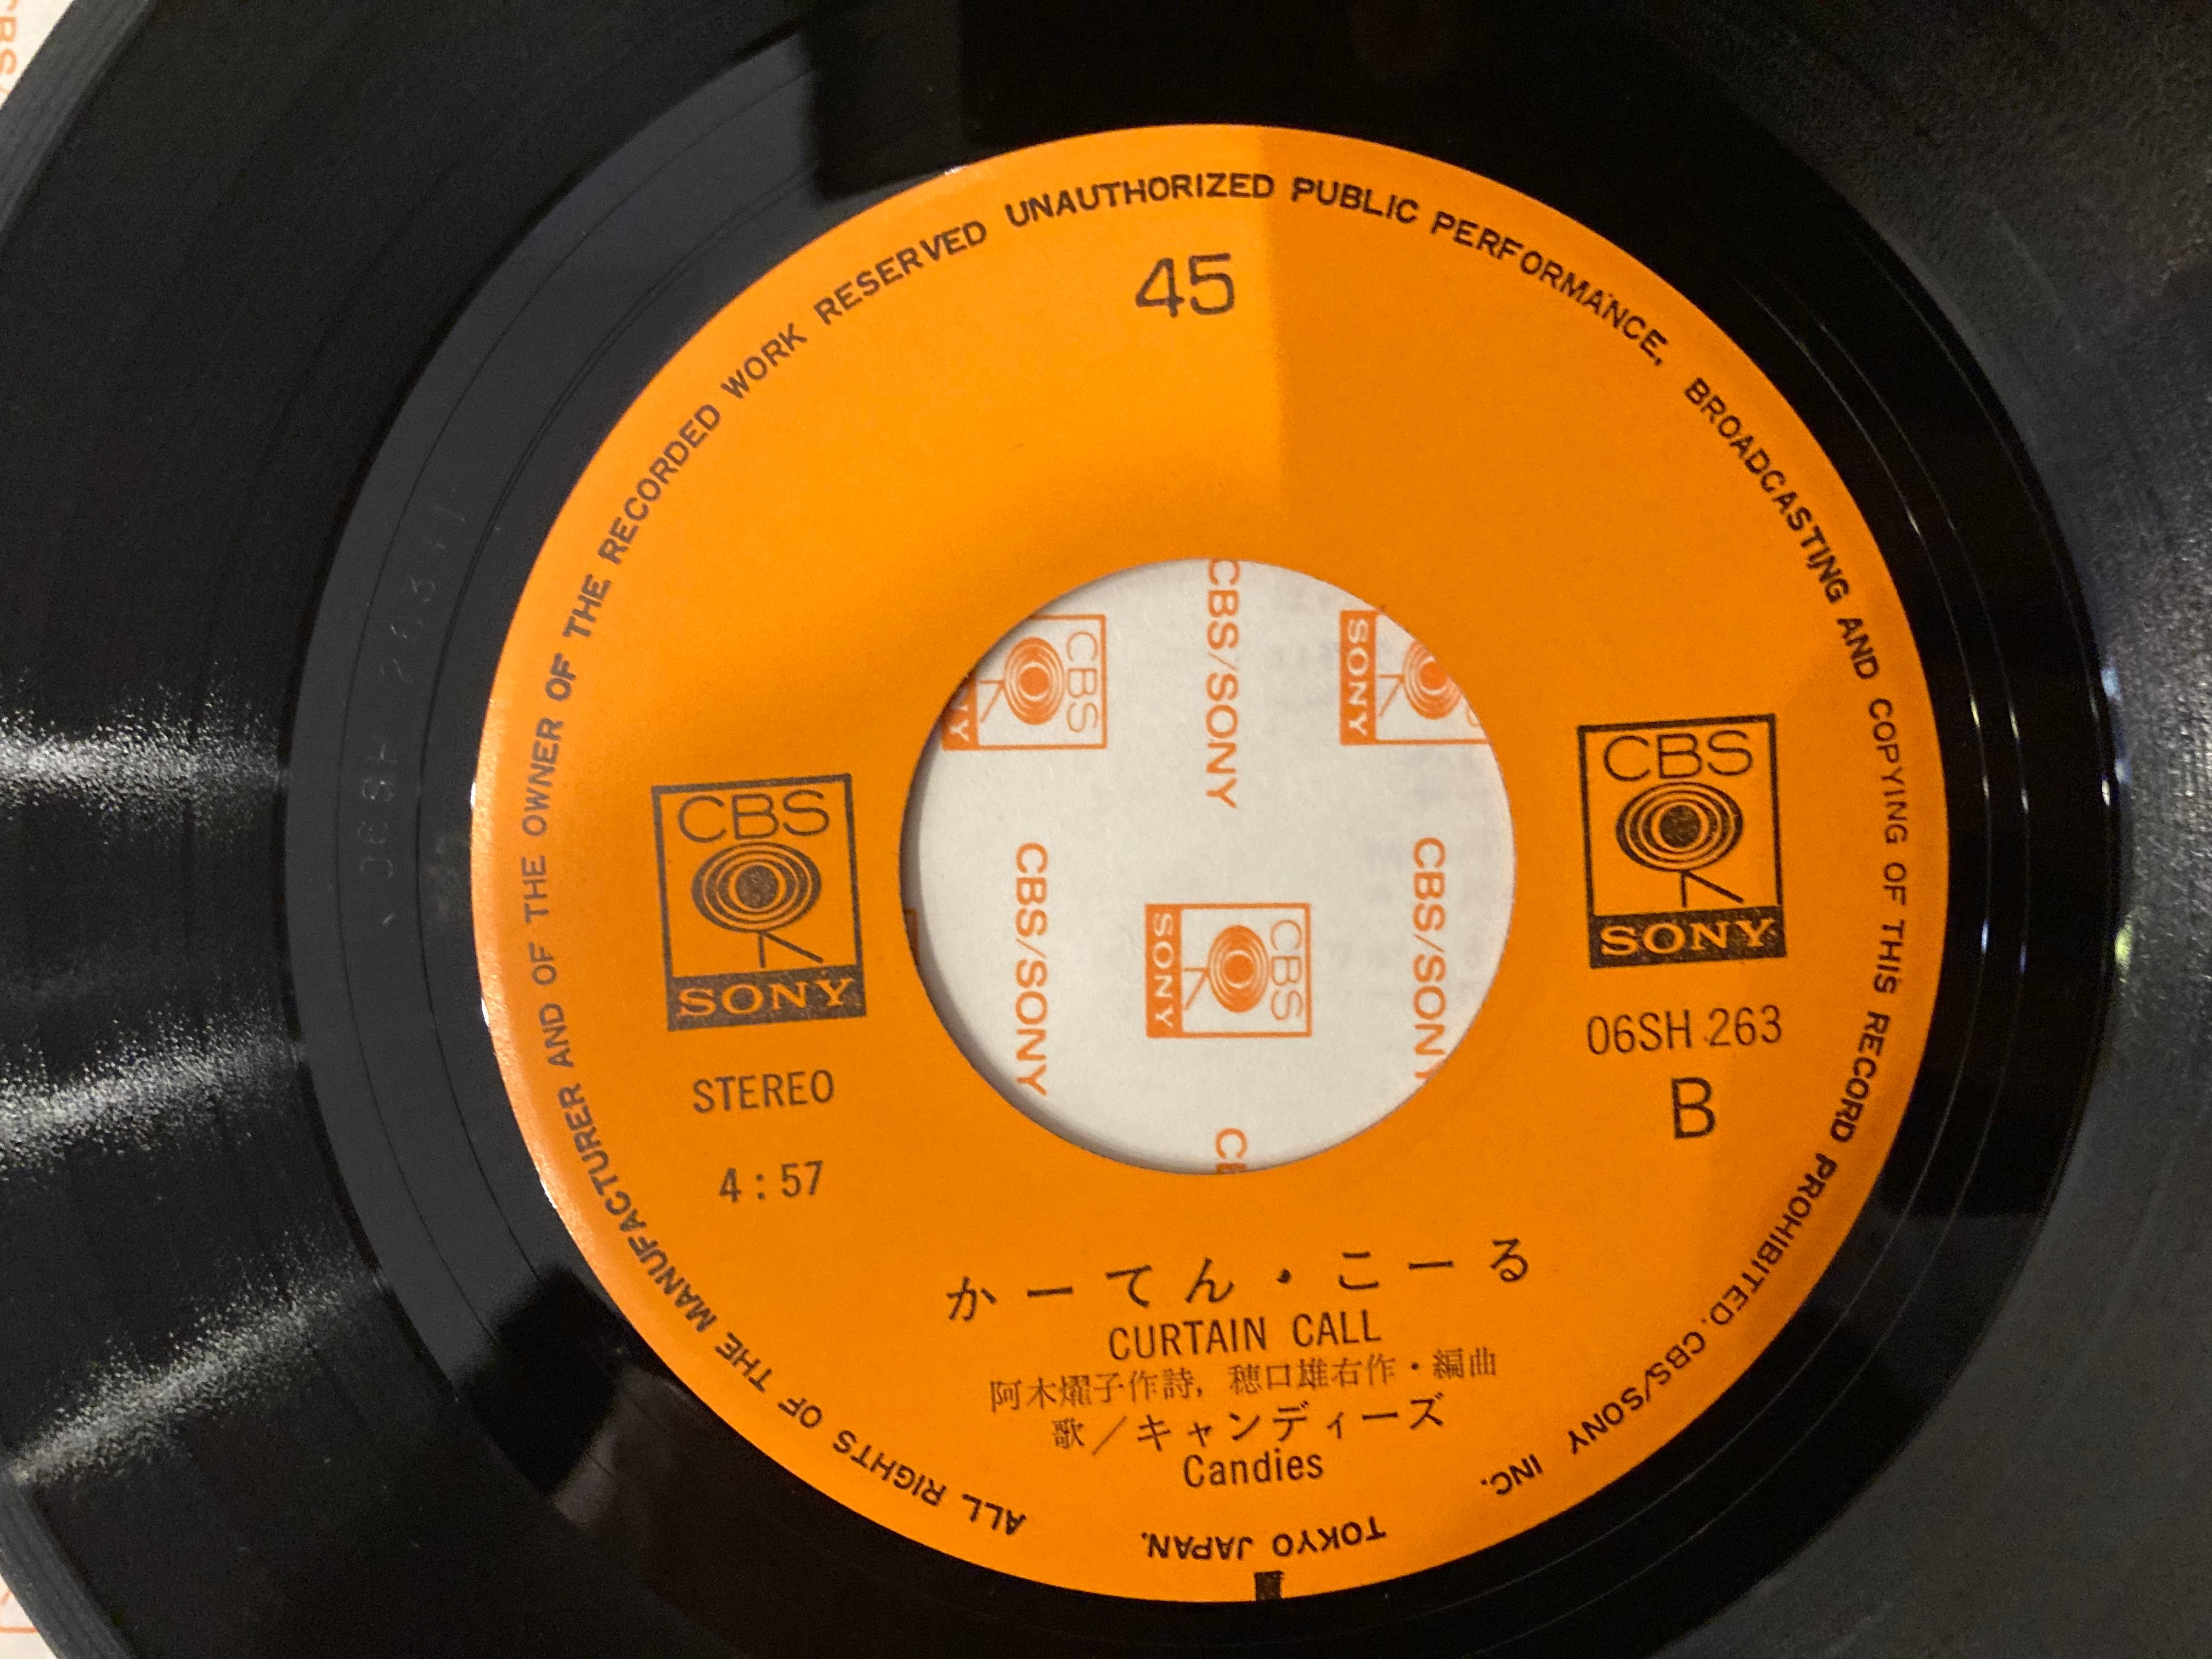 ALL RIGHTS OF THE MANUFACTURER AND OF THE OWNER OF THE RECORDED WORK RESERVED UNAUTHORIZED PUBLIC PERFORMANCE, BROADCASTING AND COPYING OF THIS RECORD PROHIBITED. CBS/SONY INC. TOKYO JAPAN.
45
CBS
SONY
STEREO
4:57
CBS
SONY
06SH 263
B
かーてん・こーる
CURTAIN CALL
阿木燿子作詩, 穂口雄右作・編曲
歌/キャンディーズ
Candies
CBS
CBS/SONY
CBS
SONY
CBS/SONY
CBS
SONY
CBS/SONY